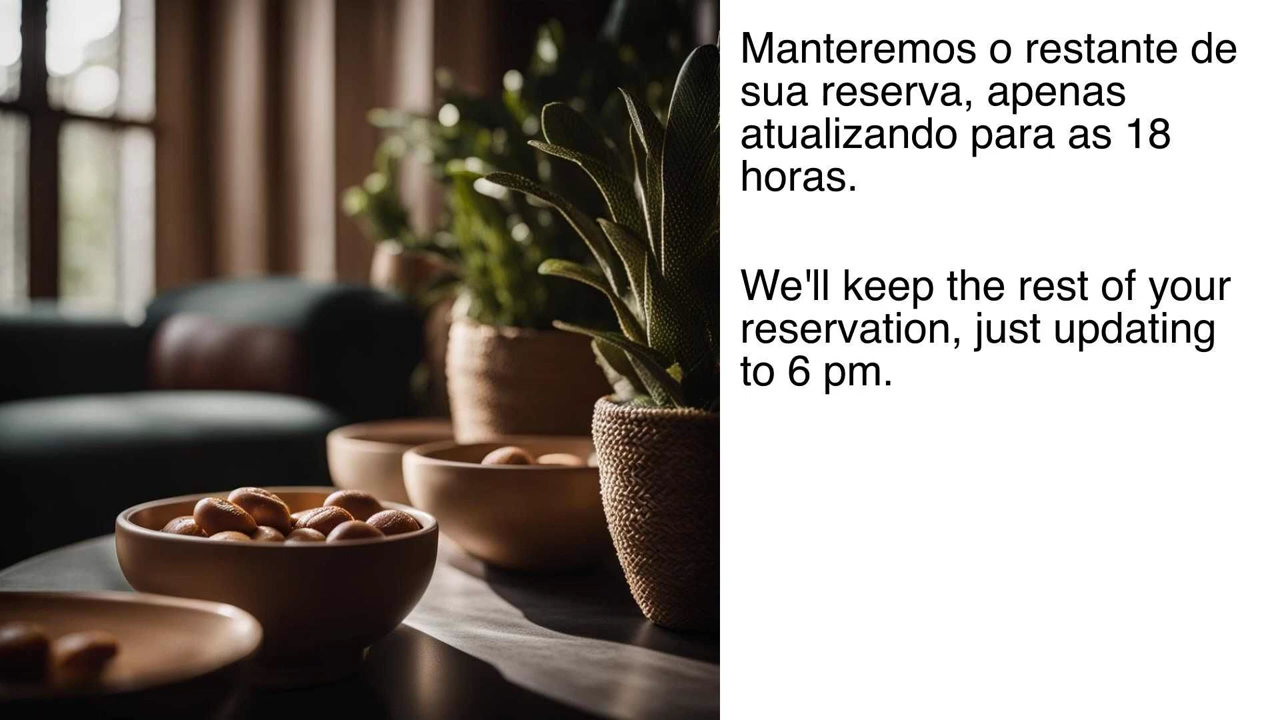 Manteremos o restante de
sua reserva, apenas
atualizando para as 18
horas.
We'll keep the rest of your
reservation, just updating
to 6 pm.